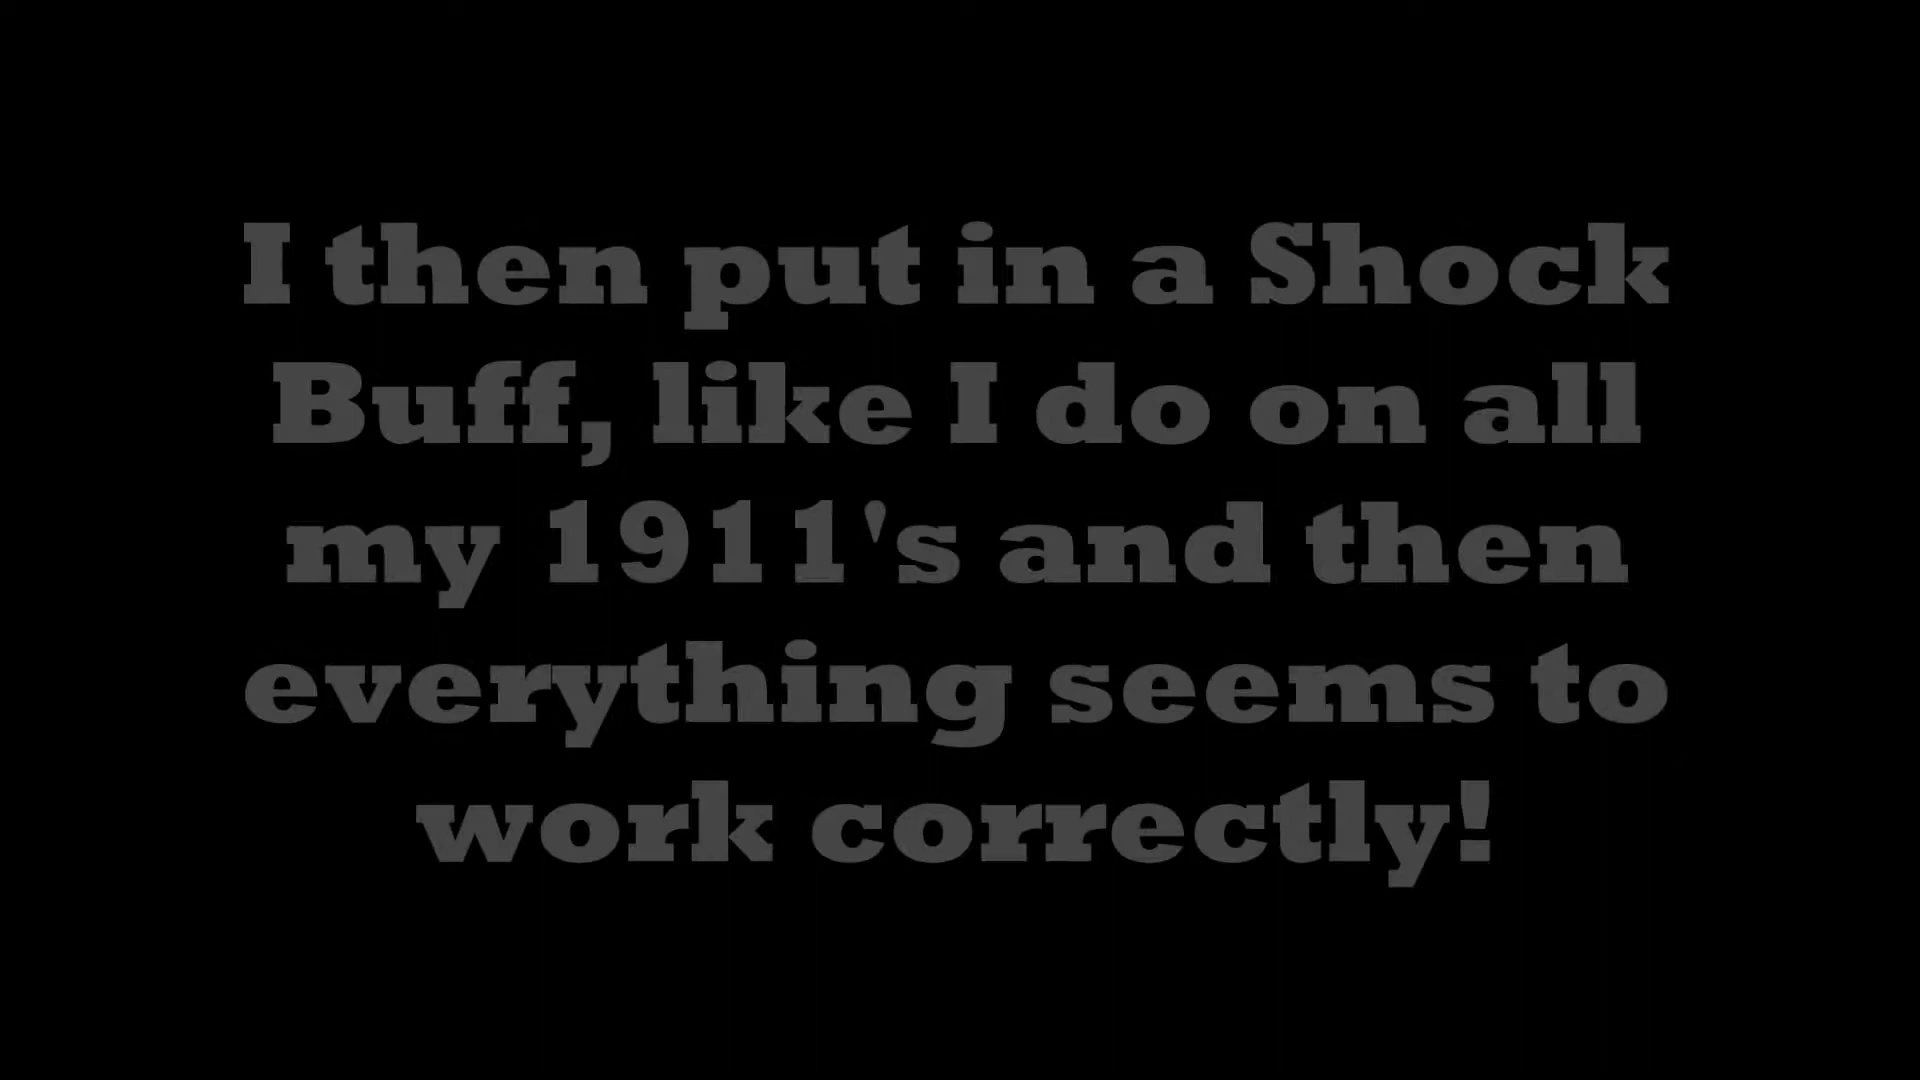 I then put in a Shock
Buff, like I do on all
my 1911's and then
everything seems to
work correctly!